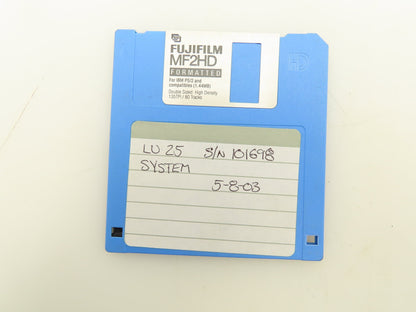 FUJIFILM
MF2HD
FORMATTED
For IBM PS/2 and
compatibles (1.44MB)
Double Sided High Density
135TPI / 80 Tracks
HD
LU 25 S/N 101698
SYSTEM
5-8-03